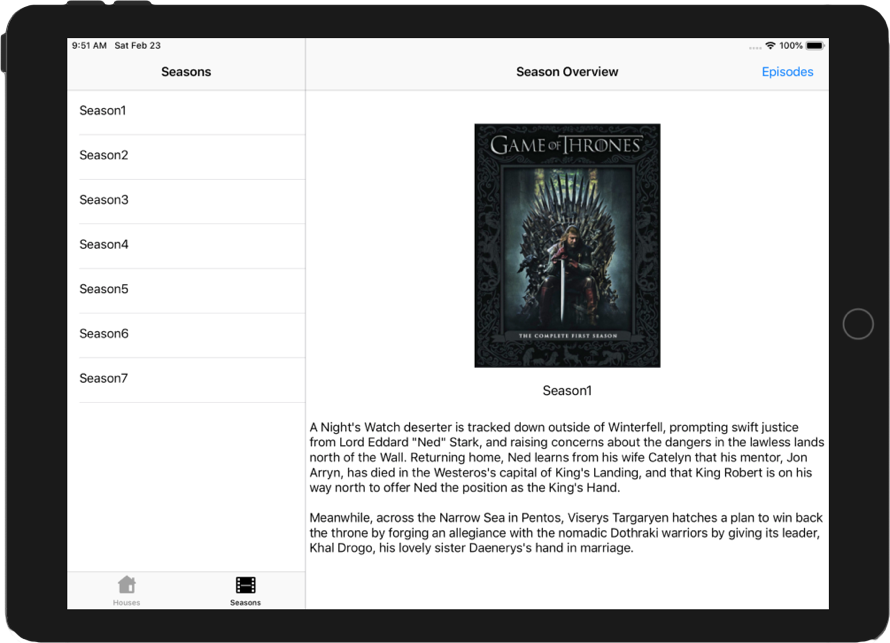 9:51 AM Sat Feb 23
100%
Seasons
Season Overview
Episodes
Season1
Season2
Season3
Season4
Season5
Season6
Season7
GAME OF THRONES
THE COMPLETE FIRST SEASON
Season1
A Night's Watch deserter is tracked down outside of Winterfell, prompting swift justice
from Lord Eddard "Ned" Stark, and raising concerns about the dangers in the lawless lands
north of the Wall. Returning home, Ned learns from his wife Catelyn that his mentor, Jon
Arryn, has died in the Westeros's capital of King's Landing, and that King Robert is on his
way north to offer Ned the position as the King's Hand.
Meanwhile, across the Narrow Sea in Pentos, Viserys Targaryen hatches a plan to win back
the throne by forging an allegiance with the nomadic Dothraki warriors by giving its leader,
Khal Drogo, his lovely sister Daenerys's hand in marriage.
Houses
Seasons